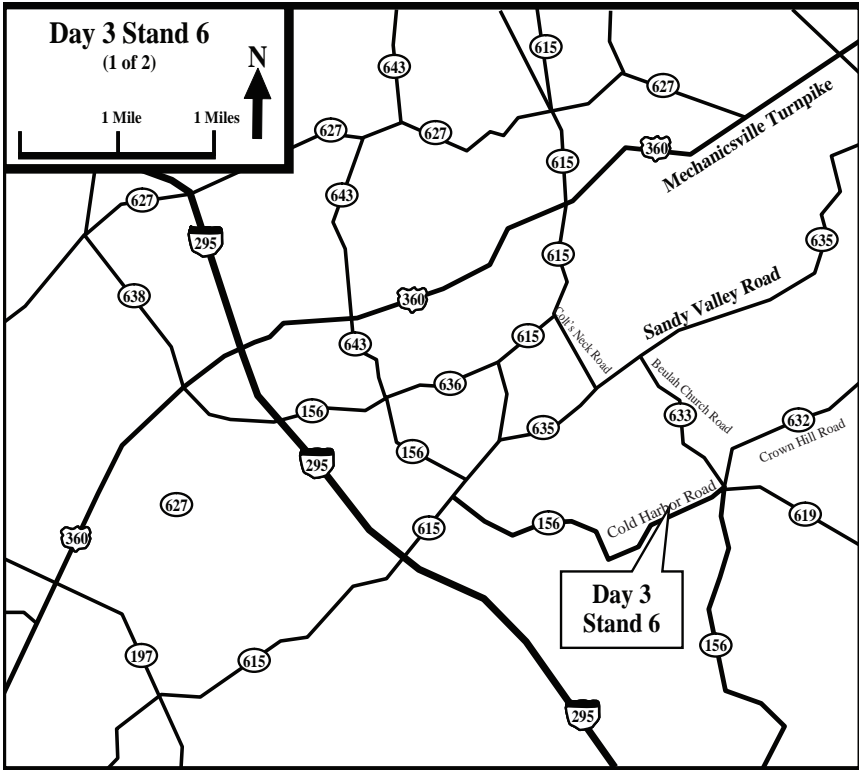 Day 3 Stand 6
(1 of 2)
N
1 Mile
1 Miles
615
643
627
627
627
360
Mechanicsville Turnpike
615
643
627
295
615
635
638
360
Sandy Valley Road
Colt's Neck Road
615
643
636
Beulah Church Road
156
633
632
635
Crown Hill Road
156
295
627
Cold Harbor Road
615
156
619
360
Day 3
Stand 6
156
197
615
295